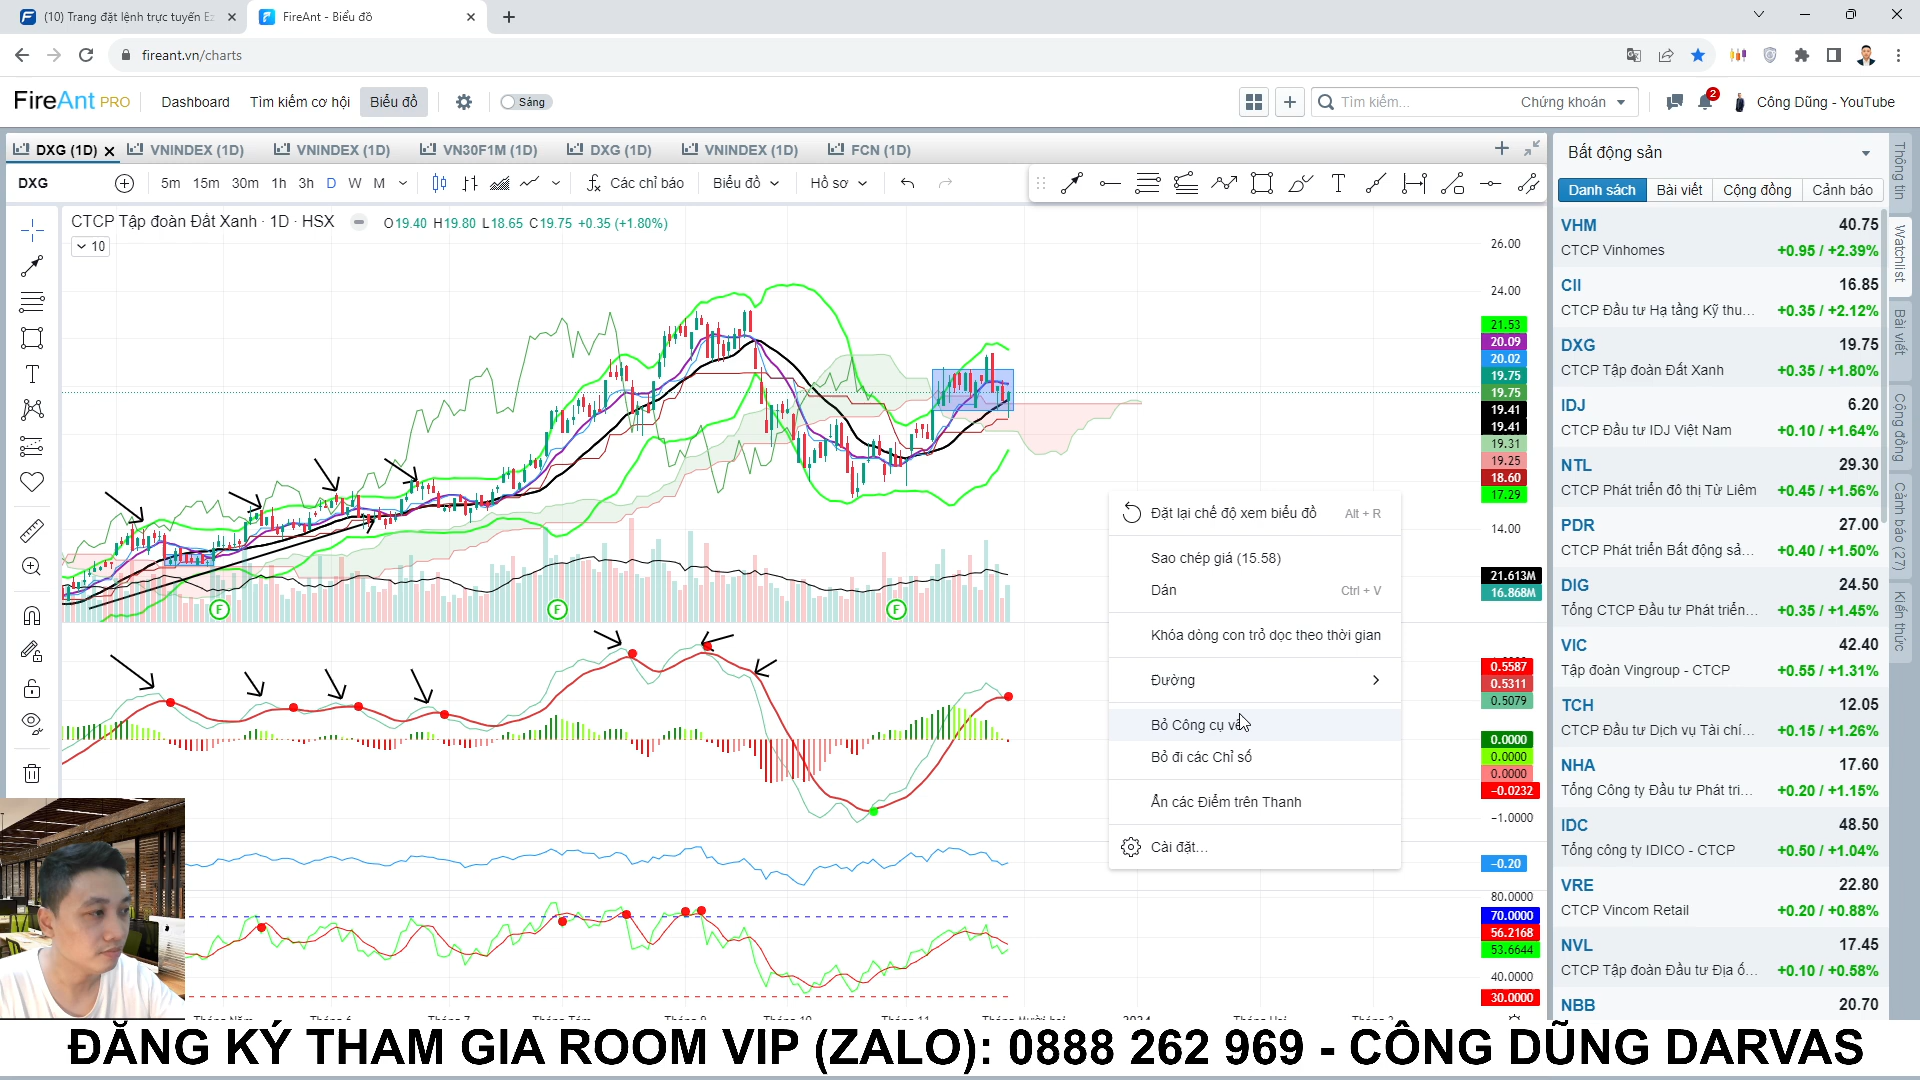 (10) Trang đặt lệnh trực tuyến Ez
FireAnt - Biểu đồ
fireant.vn/charts
FireAnt PRO
Dashboard
Tìm kiếm cơ hội
Biểu đồ
Sáng
Tìm kiếm...
Chứng khoán
2
Công Dũng - YouTube
DXG (1D)
VNINDEX (1D)
VNINDEX (1D)
VN30F1M (1D)
DXG (1D)
VNINDEX (1D)
FCN (1D)
DXG
5m 15m 30m 1h 3h D W M
Các chỉ báo
Biểu đồ
Hồ sơ
CTCP Tập đoàn Đất Xanh · 1D · HSX
O19.40 H19.80 L18.65 C19.75 +0.35 (+1.80%)
10
26.00
24.00
21.53
20.09
20.02
19.75
19.75
19.41
19.41
19.31
19.25
18.60
17.29
14.00
21.613M
16.868M
F
F
F
0.5587
0.5311
0.5079
0.0000
0.0000
0.0000
−0.0232
−1.0000
−0.20
80.0000
70.0000
56.2168
53.6644
40.0000
30.0000
Đặt lại chế độ xem biểu đồ Alt + R
Sao chép giá (15.58)
Dán Ctrl + V
Khóa dòng con trỏ dọc theo thời gian
Đường
Bỏ Công cụ vẽ
Bỏ đi các Chỉ số
Ẩn các Điểm trên Thanh
Cài đặt...
Bất động sản
Danh sách
Bài viết
Cộng đồng
Cảnh báo
VHM 40.75
CTCP Vinhomes +0.95 / +2.39%
CII 16.85
CTCP Đầu tư Hạ tầng Kỹ thu... +0.35 / +2.12%
DXG 19.75
CTCP Tập đoàn Đất Xanh +0.35 / +1.80%
IDJ 6.20
CTCP Đầu tư IDJ Việt Nam +0.10 / +1.64%
NTL 29.30
CTCP Phát triển đô thị Từ Liêm +0.45 / +1.56%
PDR 27.00
CTCP Phát triển Bất động sả... +0.40 / +1.50%
DIG 24.50
Tổng CTCP Đầu tư Phát triển... +0.35 / +1.45%
VIC 42.40
Tập đoàn Vingroup - CTCP +0.55 / +1.31%
TCH 12.05
CTCP Đầu tư Dịch vụ Tài chí... +0.15 / +1.26%
NHA 17.60
Tổng Công ty Đầu tư Phát tri... +0.20 / +1.15%
IDC 48.50
Tổng công ty IDICO - CTCP +0.50 / +1.04%
VRE 22.80
CTCP Vincom Retail +0.20 / +0.88%
NVL 17.45
CTCP Tập đoàn Đầu tư Địa ố... +0.10 / +0.58%
NBB 20.70
Thông tin
Watchlist
Bài viết
Cộng đồng
Cảnh báo (27)
Kiến thức
ĐĂNG KÝ THAM GIA ROOM VIP (ZALO): 0888 262 969 - CÔNG DŨNG DARVAS